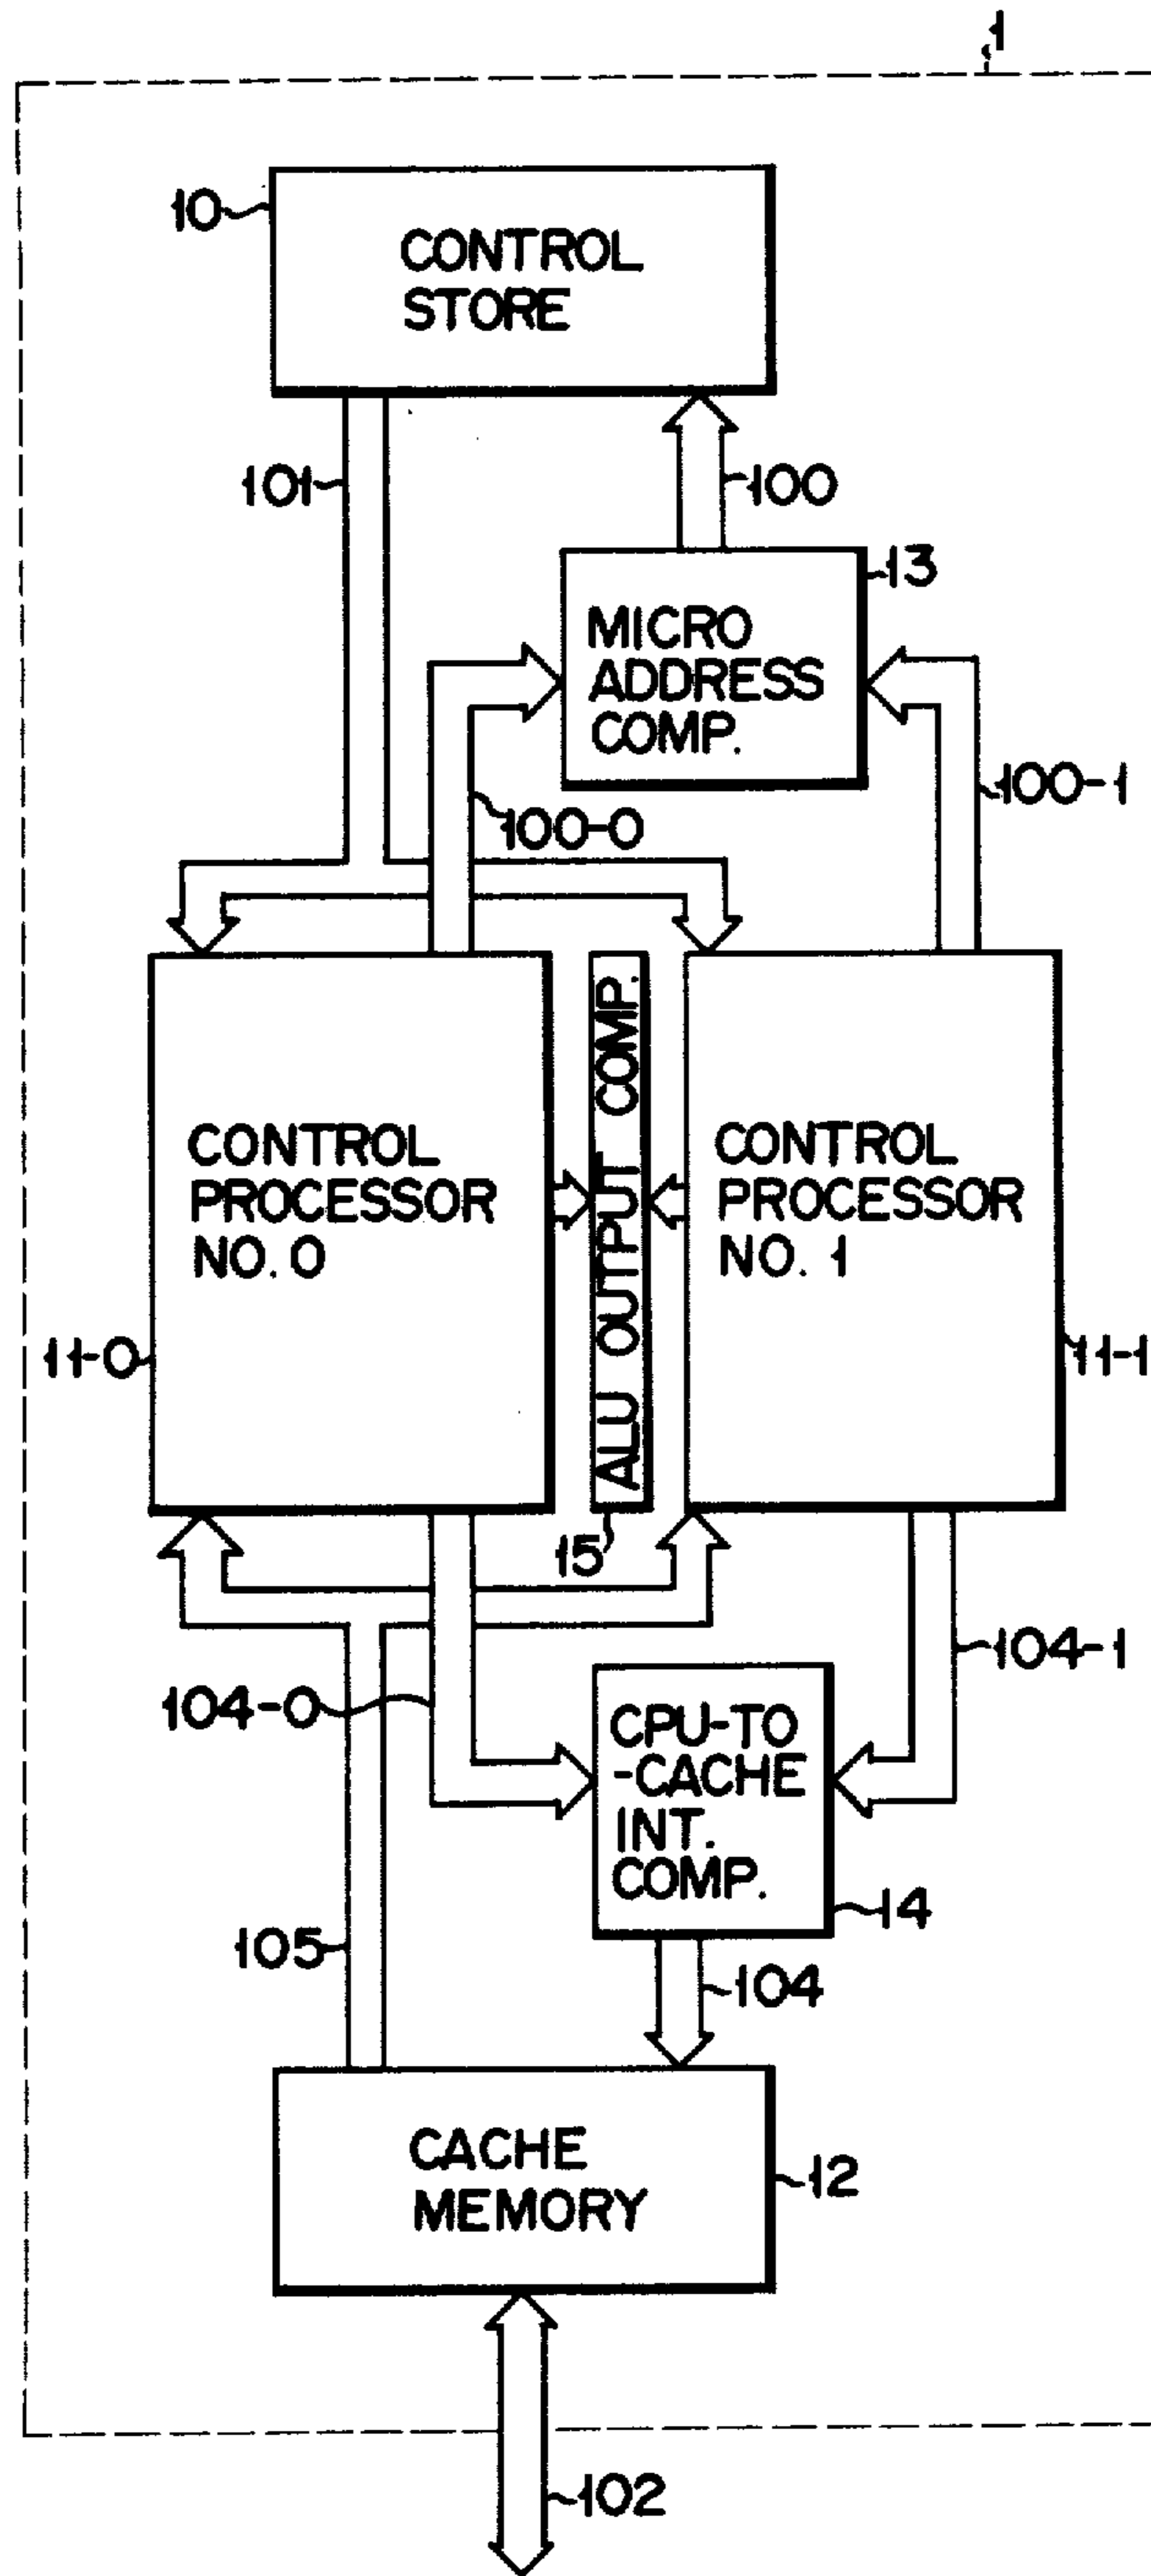 1
10
CONTROL
STORE
101
100
13
MICRO
ADDRESS
COMP.
100-0
100-1
CONTROL
PROCESSOR
NO. 0
ALU OUTPUT COMP.
CONTROL
PROCESSOR
NO. 1
11-0
11-1
15
104-0
104-1
CPU-TO
-CACHE
INT.
COMP.
14
105
104
CACHE
MEMORY
12
102